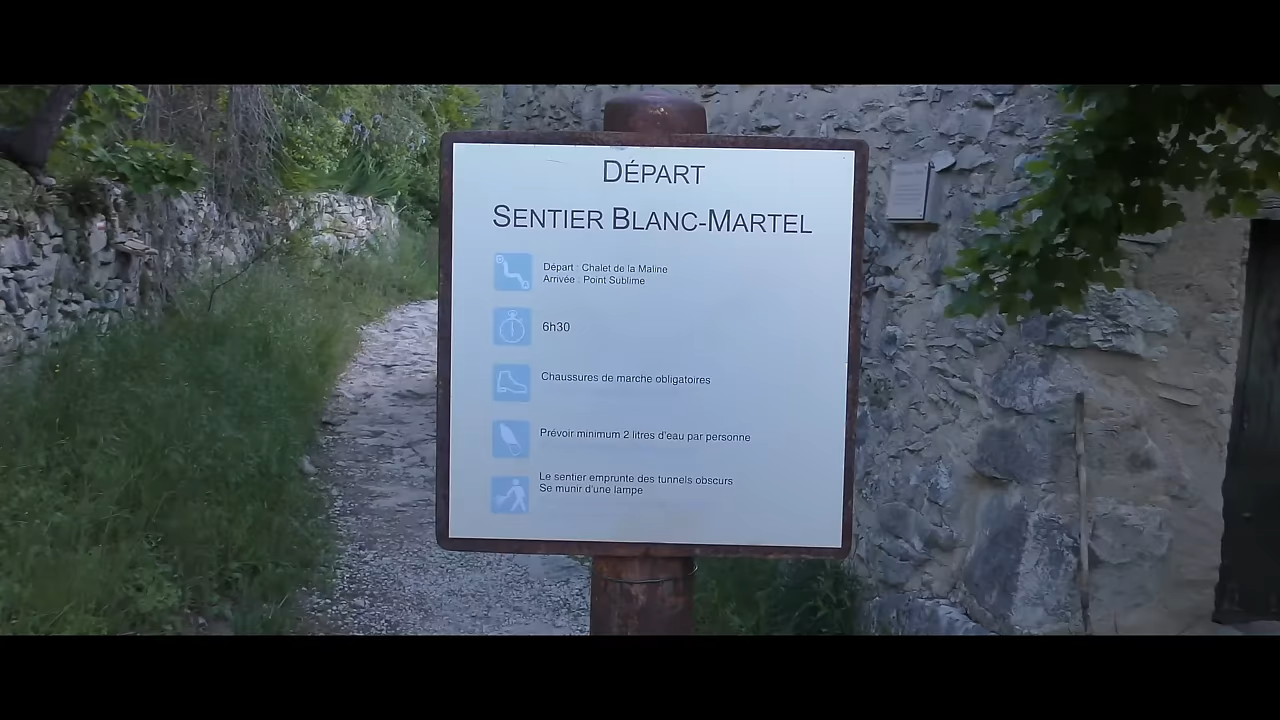 DÉPART
SENTIER BLANC-MARTEL
Départ : Chalet de la Maline
Arrivée : Point Sublime
6h30
Chaussures de marche obligatoires
Prévoir minimum 2 litres d'eau par personne
Le sentier emprunte des tunnels obscurs
Se munir d'une lampe